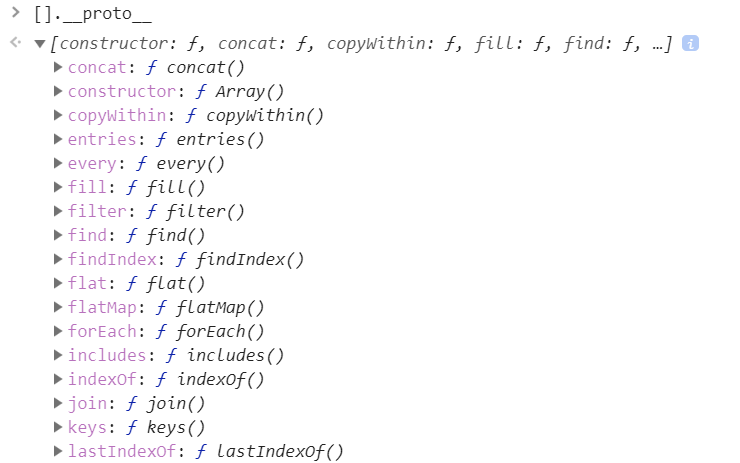 > [].__proto__
[constructor: ƒ, concat: ƒ, copyWithin: ƒ, fill: ƒ, find: ƒ, …] i
concat: ƒ concat()
constructor: ƒ Array()
copyWithin: ƒ copyWithin()
entries: ƒ entries()
every: ƒ every()
fill: ƒ fill()
filter: ƒ filter()
find: ƒ find()
findIndex: ƒ findIndex()
flat: ƒ flat()
flatMap: ƒ flatMap()
forEach: ƒ forEach()
includes: ƒ includes()
indexOf: ƒ indexOf()
join: ƒ join()
keys: ƒ keys()
lastIndexOf: ƒ lastIndexOf()